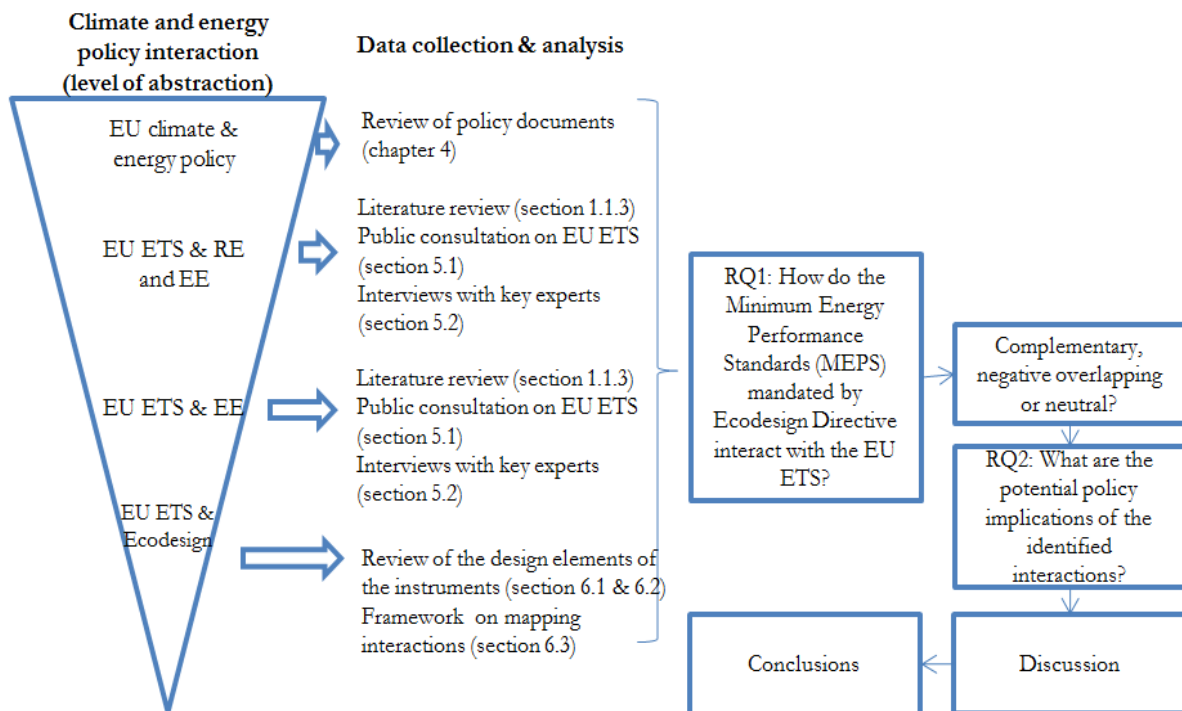 Climate and energy
policy interaction
(level of abstraction)
EU climate &
energy policy
EU ETS & RE
and EE
EU ETS & EE
EU ETS &
Ecodesign
Data collection & analysis
Review of policy documents
(chapter 4)
Literature review (section 1.1.3)
Public consultation on EU ETS
(section 5.1)
Interviews with key experts
(section 5.2)
Literature review (section 1.1.3)
Public consultation on EU ETS
(section 5.1)
Interviews with key experts
(section 5.2)
Review of the design elements of
the instruments (section 6.1 & 6.2)
Framework on mapping
interactions (section 6.3)
RQ1: How do the
Minimum Energy
Performance
Standards (MEPS)
mandated by
Ecodesign Directive
interact with the EU
ETS?
Complementary,
negative overlapping
or neutral?
RQ2: What are the
potential policy
implications of the
identified
interactions?
Discussion
Conclusions